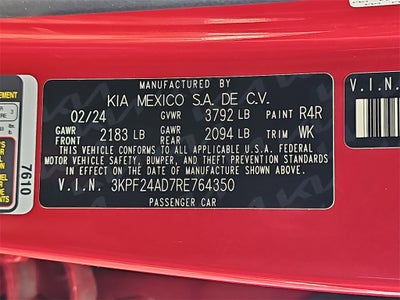 MANUFACTURED BY
KIA MEXICO S.A. DE C.V.
02/24 GVWR 3792 LB PAINT R4R
GAWR FRONT 2183 LB GAWR REAR 2094 LB TRIM WK
THIS VEHICLE CONFORMS TO ALL APPLICABLE U.S.A. FEDERAL
MOTOR VEHICLE SAFETY, BUMPER, AND THEFT PREVENTION STANDARDS
IN EFFECT ON THE DATE OF MANUFACTURE SHOWN ABOVE.
V.I.N. 3KPF24AD7RE764350
PASSENGER CAR
7610
V.I.N.